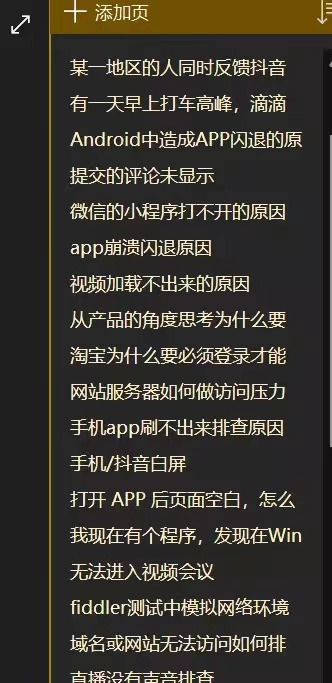 添加页
某一地区的人同时反馈抖音
有一天早上打车高峰，滴滴
Android中造成APP闪退的原
提交的评论未显示
微信的小程序打不开的原因
app崩溃闪退原因
视频加载不出来的原因
从产品的角度思考为什么要
淘宝为什么要必须登录才能
网站服务器如何做访问压力
手机app刷不出来排查原因
手机/抖音白屏
打开 APP 后页面空白，怎么
我现在有个程序，发现在Win
无法进入视频会议
fiddler测试中模拟网络环境
域名或网站无法访问如何排
直播没有声音排查